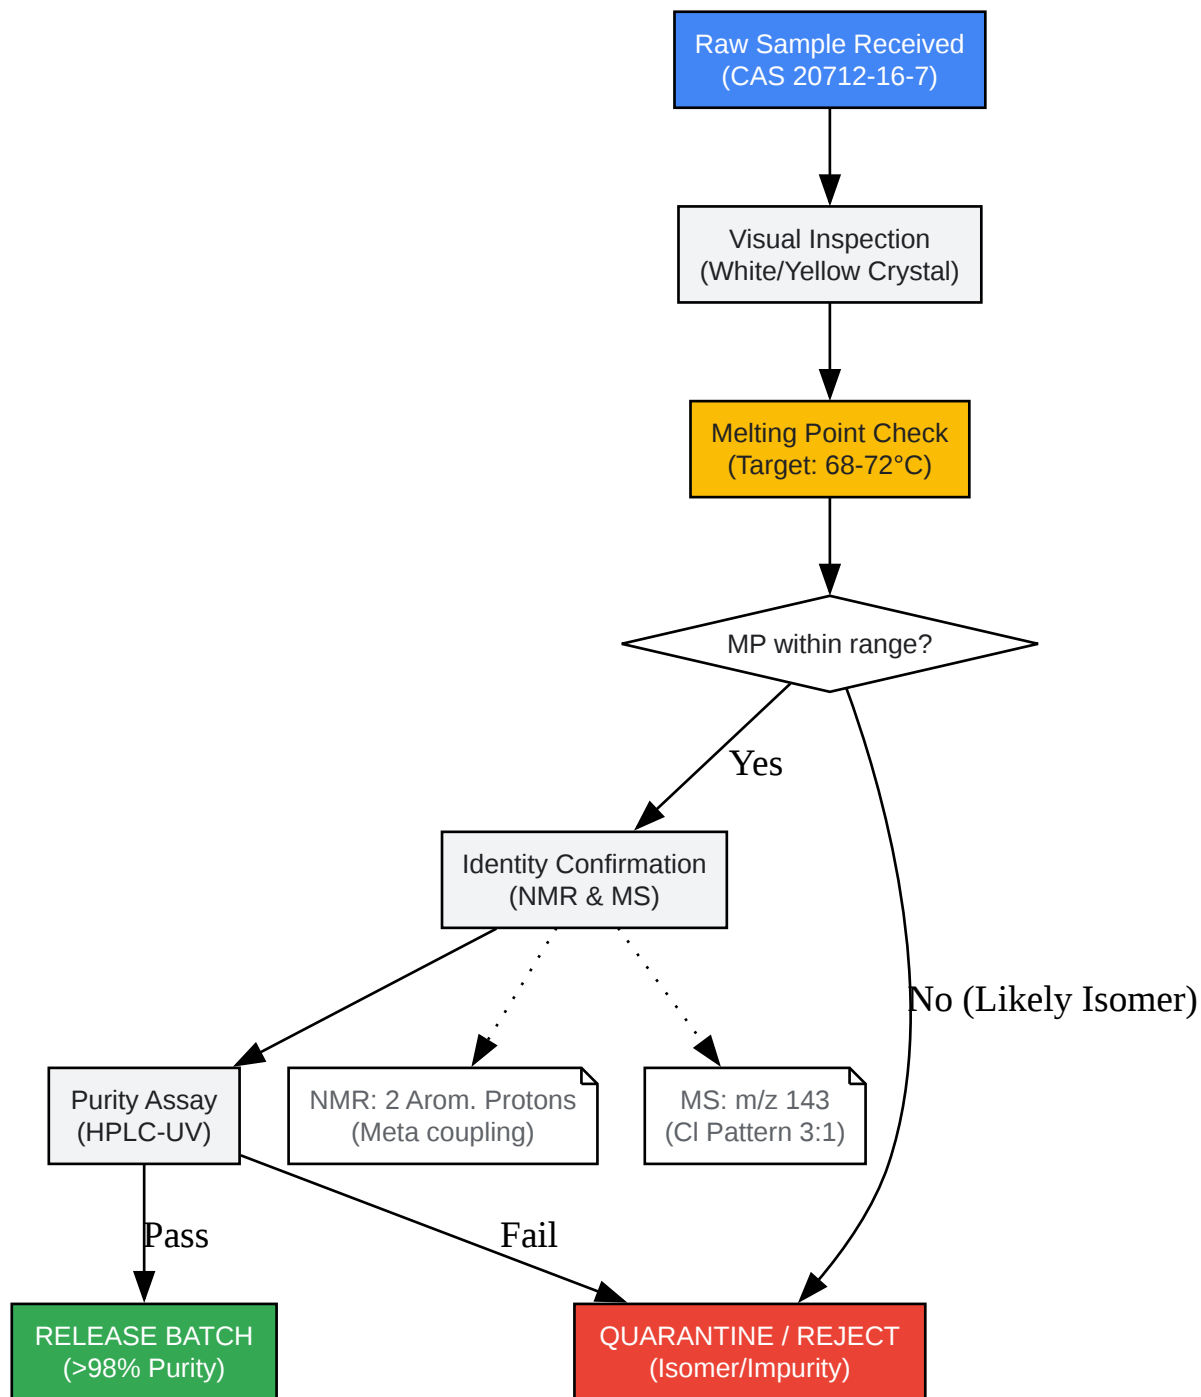 Raw Sample Received
(CAS 20712-16-7)
Visual Inspection
(White/Yellow Crystal)
Melting Point Check
(Target: 68-72°C)
MP within range?
Yes
Identity Confirmation
(NMR & MS)
No (Likely Isomer)
Purity Assay
(HPLC-UV)
NMR: 2 Arom. Protons
(Meta coupling)
MS: m/z 143
(Cl Pattern 3:1)
Pass
Fail
RELEASE BATCH
(>98% Purity)
QUARANTINE / REJECT
(Isomer/Impurity)